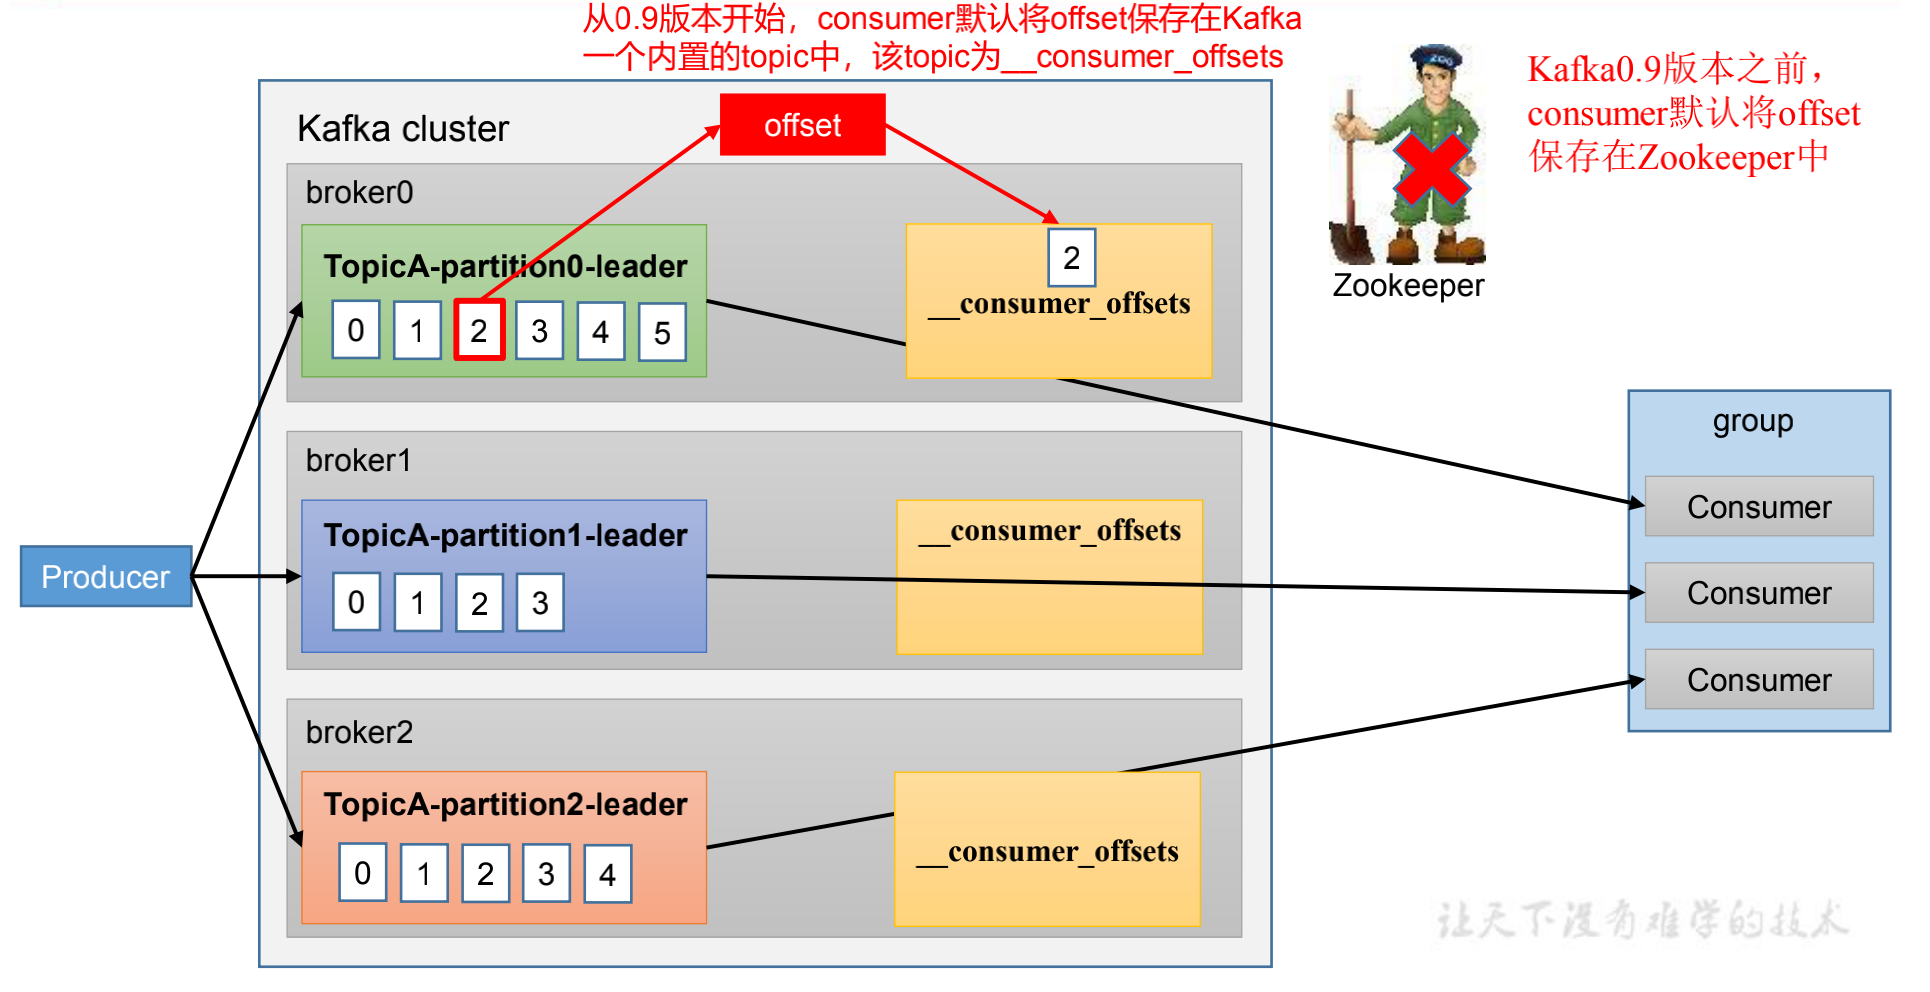 从0.9版本开始，consumer默认将offset保存在Kafka
一个内置的topic中，该topic为__consumer_offsets
Kafka0.9版本之前，
consumer默认将offset
保存在Zookeeper中
ZOO
Zookeeper
Kafka cluster
offset
broker0
TopicA-partition0-leader
0 1 2 3 4 5
2
__consumer_offsets
broker1
TopicA-partition1-leader
0 1 2 3
__consumer_offsets
broker2
TopicA-partition2-leader
0 1 2 3 4
__consumer_offsets
Producer
group
Consumer
Consumer
Consumer
让天下没有难学的技术